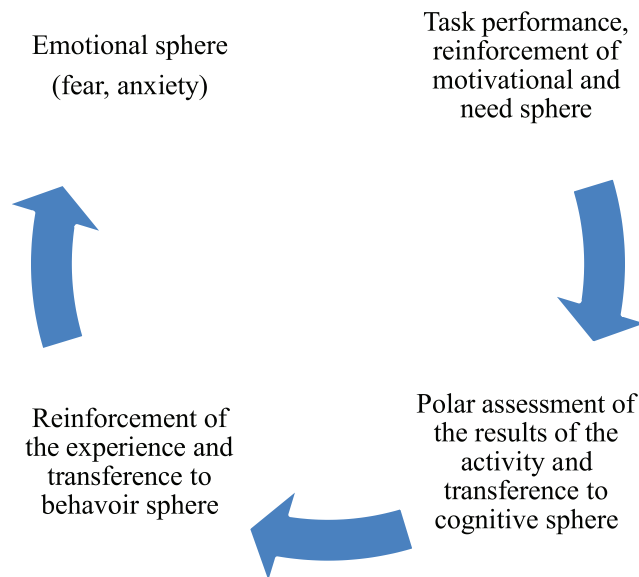 Emotional sphere
(fear, anxiety)
Task performance,
reinforcement of
motivational and
need sphere
Polar assessment of
the results of the
activity and
transference to
cognitive sphere
Reinforcement of
the experience and
transference to
behavoir sphere